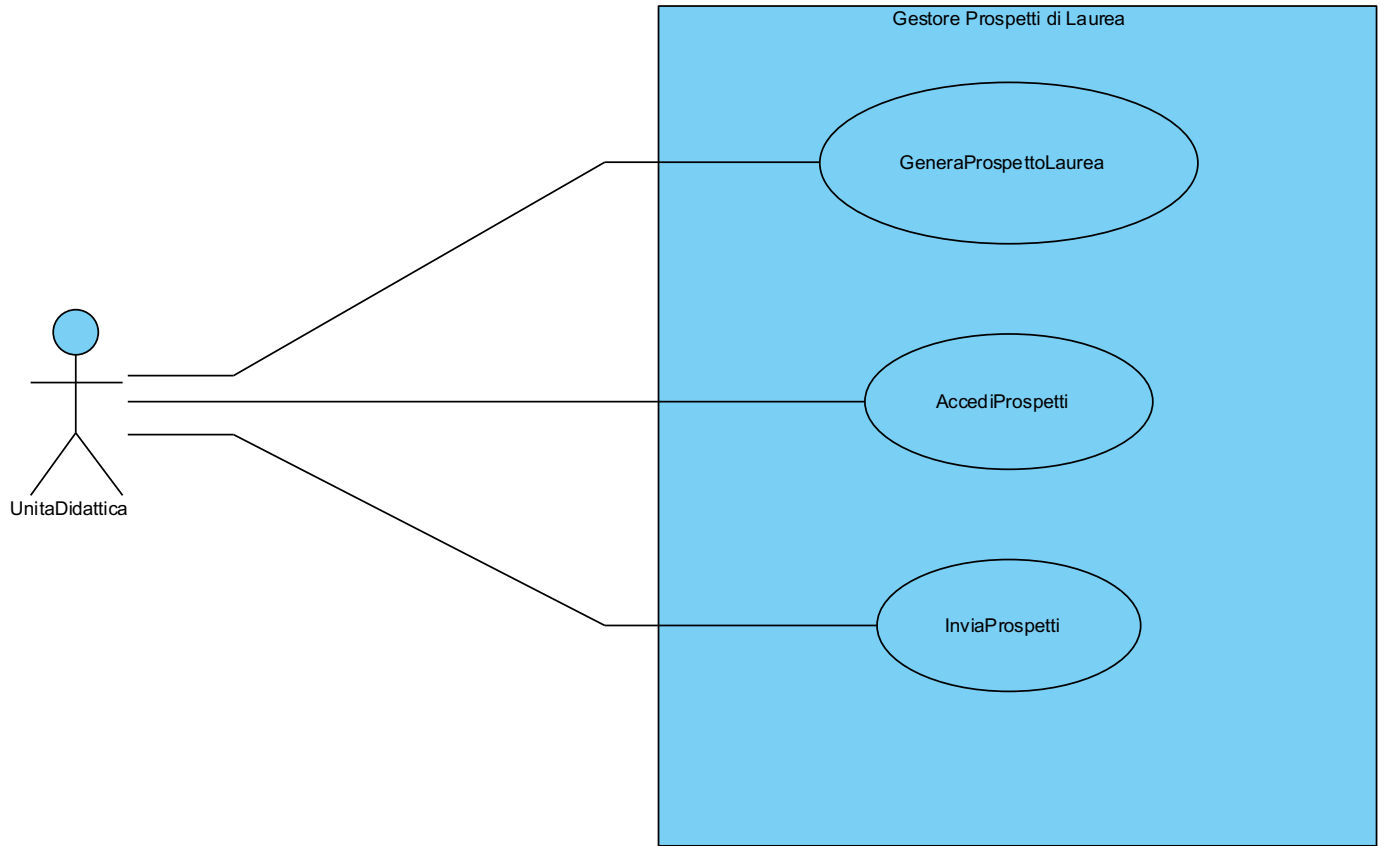 Gestore Prospetti di Laurea
GeneraProspettoLaurea
AccediProspetti
UnitaDidattica
InviaProspetti